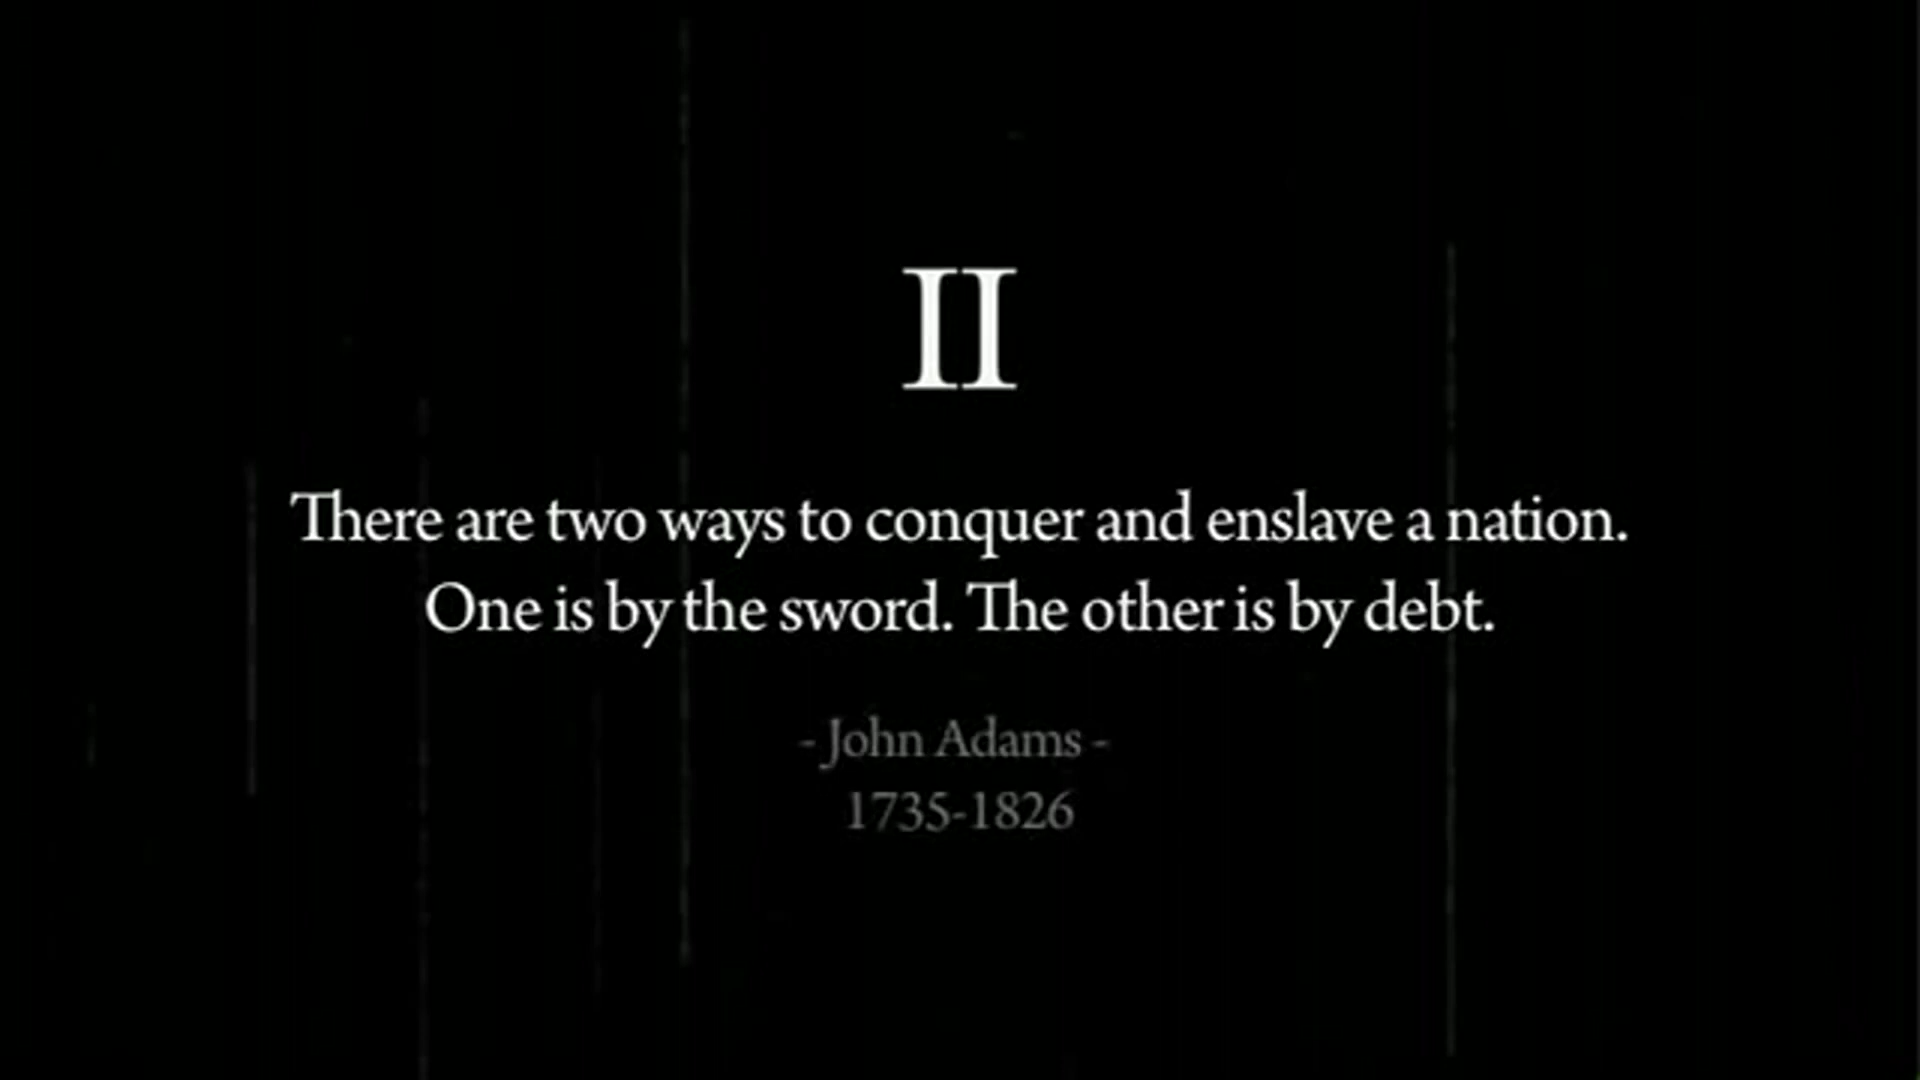 II
There are two ways to conquer and enslave a nation.
One is by the sword. The other is by debt.
- John Adams -
1735-1826